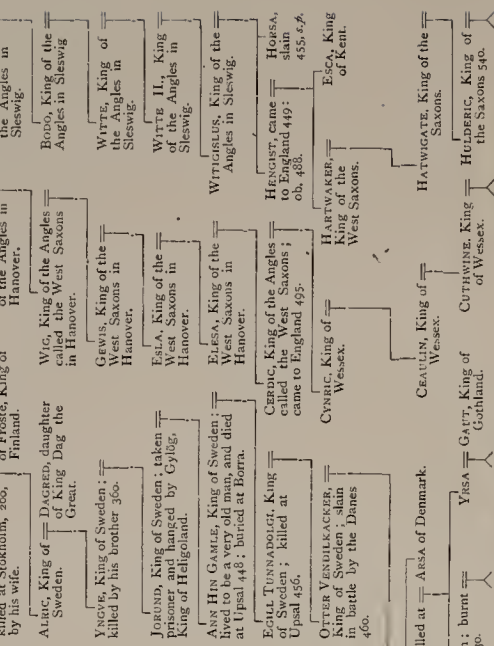 killed at Stokholm, 200,
by his wife.
ALRIC, King of
Sweden.
DAGRED, daughter
of King Dag the
Great.
YNGVE, King of Sweden;
killed by his brother 360.
JORUND, King of Sweden; taken
prisoner and hanged by Gylög,
King of Heligoland.
ANN HIN GAMLE, King of Sweden;
lived to be a very old man, and died
at Upsal 448; buried at Borra.
EGILL TUNNADOLGI, King
of Sweden; killed at
Upsal 456.
OTTER VENDILKACKER,
King of Sweden; slain
in battle by the Danes
460.
lled at
ARSA of Denmark.
; burnt
YRSA
GAUT, King of
Gothland.
of Froste, King of
Finland.
of the Angles in
Hanover.
WIG, King of the Angles
called the West Saxons
in Hanover.
GEWIS, King of the
West Saxons in
Hanover.
ESLA, King of the
West Saxons in
Hanover.
ELESA, King of the
West Saxons in
Hanover.
CERDIC, King of the Angles
called the West Saxons;
came to England 495.
CYNRIC, King of
Wessex.
CEAULIN, King of
Wessex.
CUTHWINE, King
of Wessex.
the Angles in
Sleswig.
BODO, King of the
Angles in Sleswig
WITTE, King of
the Angles in
Sleswig.
WITTE II., King
of the Angles in
Sleswig.
WITIGISLUS, King of the
Angles in Sleswig.
HENGIST, came
to England 449:
ob. 488.
HORSA,
slain
455, s.p.
HARTWAKER,
King of the
West Saxons.
ESCA, King
of Kent.
HATWIGATE, King of the
Saxons.
HULDERIC, King of
the Saxons 540.